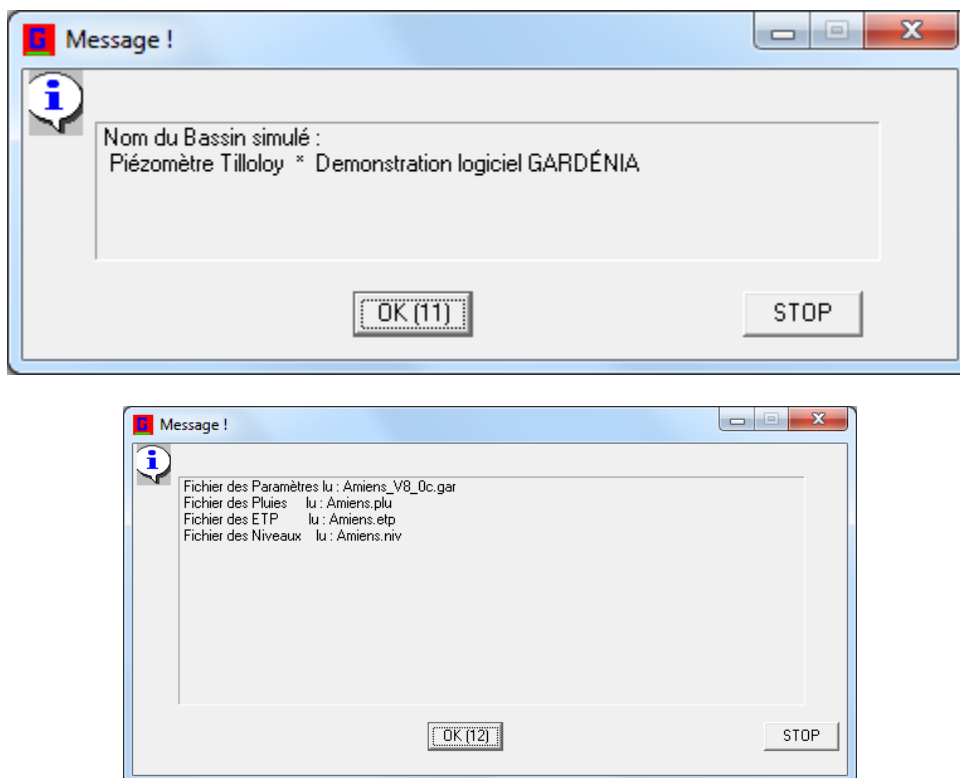 G Message !
Nom du Bassin simulé :
Piézomètre Tilloloy * Demonstration logiciel GARDÉNIA
OK (11)
STOP
G Message !
Fichier des Paramètres lu : Amiens_V8_0c.gar
Fichier des Pluies lu : Amiens.plu
Fichier des ETP lu : Amiens.etp
Fichier des Niveaux lu : Amiens.niv
OK (12)
STOP